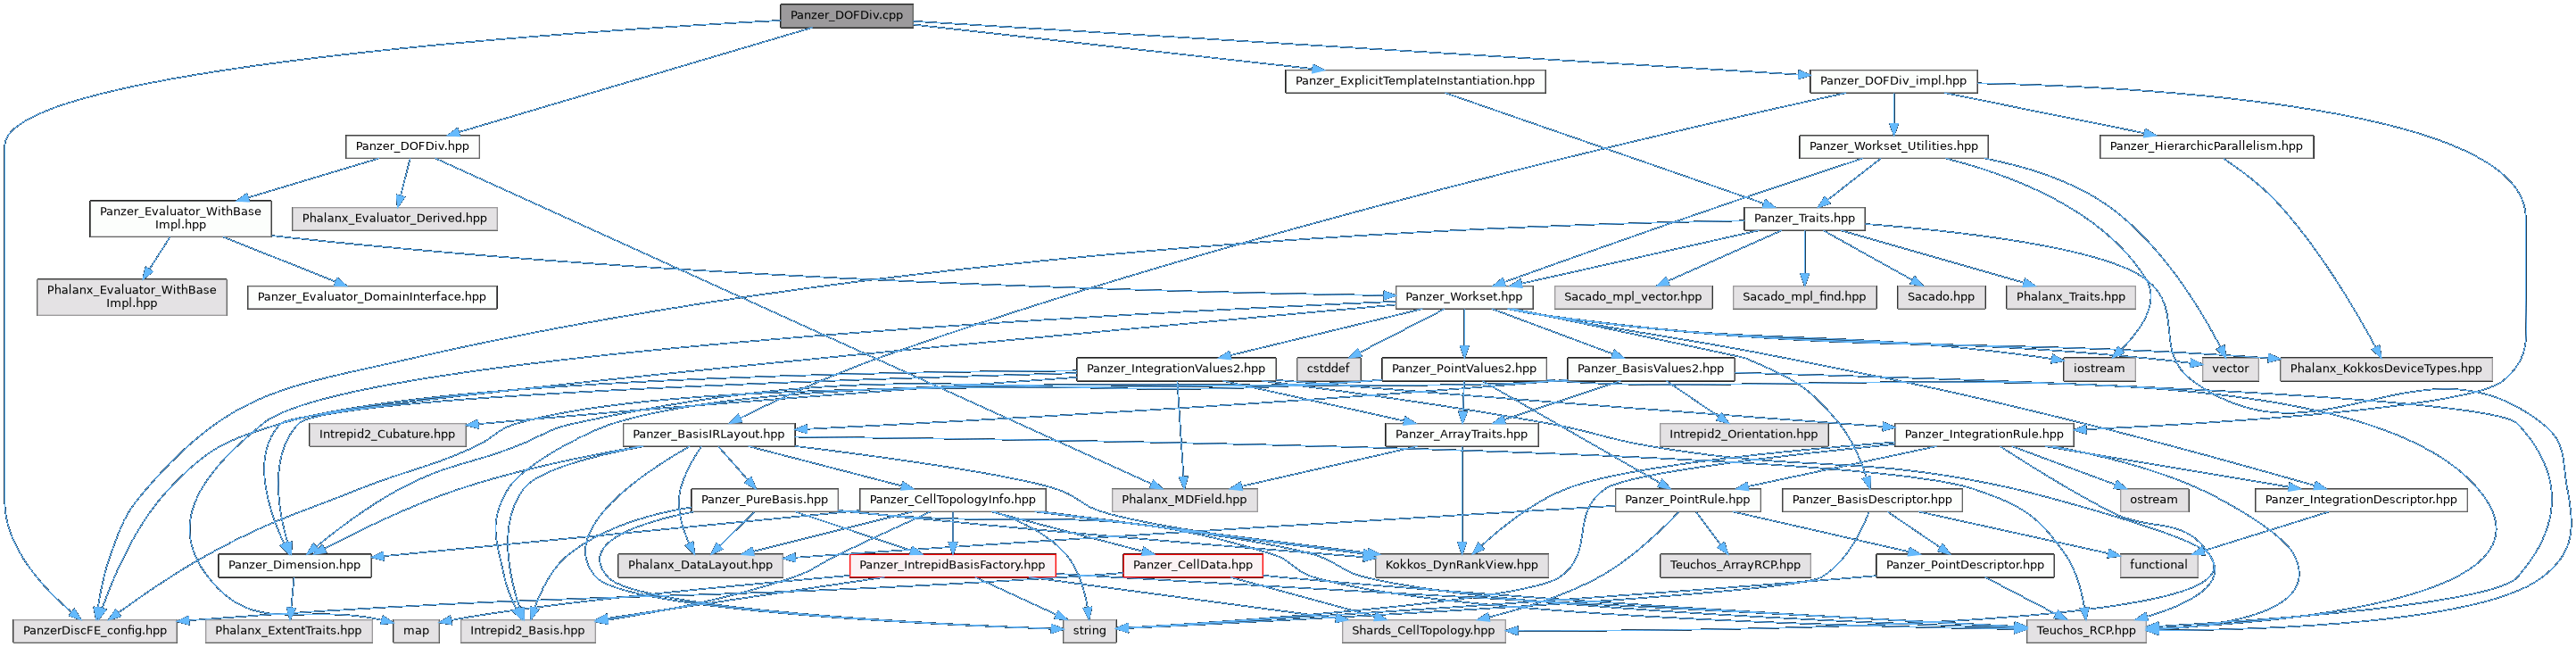 Panzer_DOFDiv.cpp
Panzer_ExplicitTemplateInstantiation.hpp
Panzer_DOFDiv_impl.hpp
Panzer_DOFDiv.hpp
Panzer_Workset_Utilities.hpp
Panzer_HierarchicParallelism.hpp
Panzer_Evaluator_WithBase
Impl.hpp
Phalanx_Evaluator_Derived.hpp
Panzer_Traits.hpp
Phalanx_Evaluator_WithBase
Impl.hpp
Panzer_Evaluator_DomainInterface.hpp
Panzer_Workset.hpp
Sacado_mpl_vector.hpp
Sacado_mpl_find.hpp
Sacado.hpp
Phalanx_Traits.hpp
Panzer_IntegrationValues2.hpp
cstddef
Panzer_PointValues2.hpp
Panzer_BasisValues2.hpp
iostream
vector
Phalanx_KokkosDeviceTypes.hpp
Intrepid2_Cubature.hpp
Panzer_BasisIRLayout.hpp
Panzer_ArrayTraits.hpp
Intrepid2_Orientation.hpp
Panzer_IntegrationRule.hpp
Panzer_PureBasis.hpp
Panzer_CellTopologyInfo.hpp
Phalanx_MDField.hpp
Panzer_PointRule.hpp
Panzer_BasisDescriptor.hpp
ostream
Panzer_IntegrationDescriptor.hpp
Panzer_Dimension.hpp
Phalanx_DataLayout.hpp
Panzer_IntrepidBasisFactory.hpp
Panzer_CellData.hpp
Kokkos_DynRankView.hpp
Teuchos_ArrayRCP.hpp
Panzer_PointDescriptor.hpp
functional
PanzerDiscFE_config.hpp
Phalanx_ExtentTraits.hpp
map
Intrepid2_Basis.hpp
string
Shards_CellTopology.hpp
Teuchos_RCP.hpp